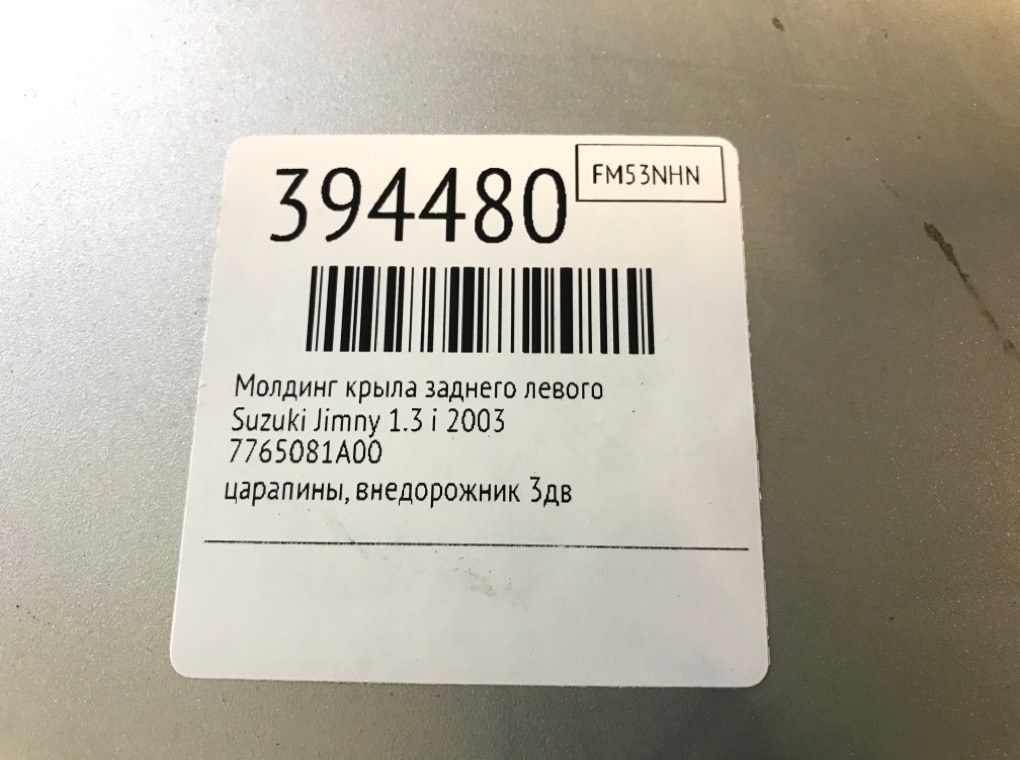 394480
FM53NHN
Молдинг крыла заднего левого
Suzuki Jimny 1.3 i 2003
7765081A00
царапины, внедорожник 3дв